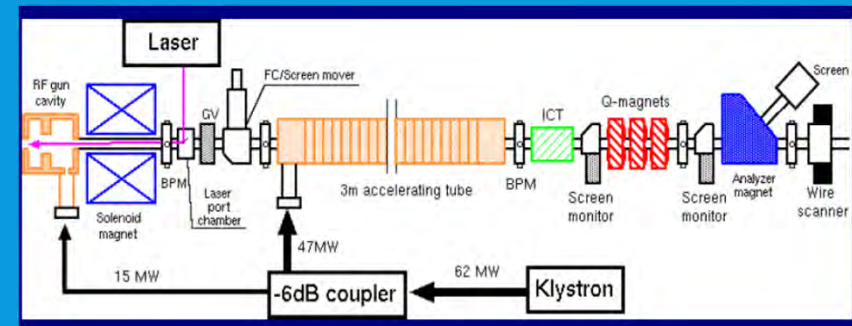 Laser
RF gun
cavity
GV
FC/Screen mover
ICT
Q-magnets
Screen
BPM
Laser
port
chamber
Solenoid
magnet
3m accelerating tube
BPM
Screen
monitor
Screen
monitor
Analyzer
magnet
Wire
scanner
47MW
15 MW
-6dB coupler
62 MW
Klystron